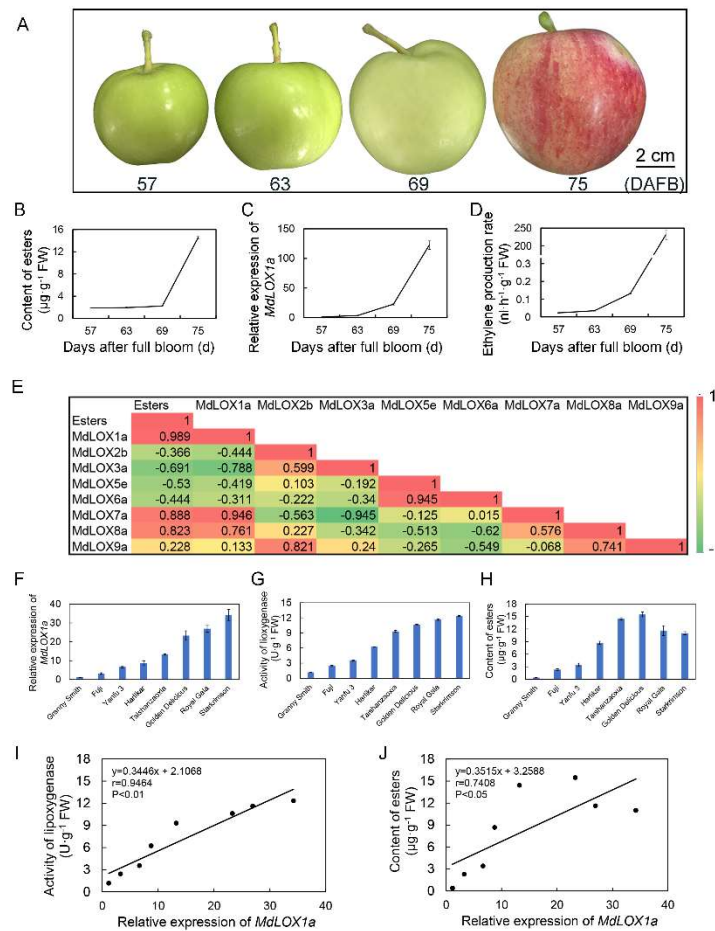 A
2 cm
57 63 69 75 (DAFB)
B
Content of esters
(µg·g⁻¹ FW)
16
12
8
4
0
57 63 69 75
Days after full bloom (d)
C
Relative expression of
MdLOX1a
150
100
50
0
57 63 69 75
Days after full bloom (d)
D
Ethylene production rate
(nl·h⁻¹·g⁻¹ FW)
250
200
0.2
0.1
0
57 63 69 75
Days after full bloom (d)
E
Esters MdLOX1a MdLOX2b MdLOX3a MdLOX5e MdLOX6a MdLOX7a MdLOX8a MdLOX9a
Esters 1
MdLOX1a 0.989 1
MdLOX2b -0.366 -0.444 1
MdLOX3a -0.691 -0.788 0.599 1
MdLOX5e -0.53 -0.419 0.103 -0.192 1
MdLOX6a -0.444 -0.311 -0.222 -0.34 0.945 1
MdLOX7a 0.888 0.946 -0.563 -0.945 -0.125 0.015 1
MdLOX8a 0.823 0.761 0.227 -0.342 -0.513 -0.62 0.576 1
MdLOX9a 0.228 0.133 0.821 0.24 -0.265 -0.549 -0.068 0.741 1
1
-
F
Relative expression of
MdLOX1a
40
30
20
10
0
Granny Smith
Fuji
Yanfu 3
Harlikar
Taishanzaoxia
Golden Delicious
Royal Gala
Starkrimson
G
Activity of lioxygenase
(U·g⁻¹ FW)
15
12
9
6
3
0
Granny Smith
Fuji
Yanfu 3
Harlikar
Taishanzaoxia
Golden Delicious
Royal Gala
Starkrimson
H
Content of esters
(µg·g⁻¹ FW)
18
15
12
9
6
3
0
Granny Smith
Fuji
Yanfu 3
Harlikar
Taishanzaoxia
Golden Delicious
Royal Gala
Starkrimson
I
Activity of lipoxygenase
(U·g⁻¹ FW)
18
15
12
9
6
3
0
y=0.3446x + 2.1068
r=0.9464
P<0.01
0 10 20 30 40
Relative expression of MdLOX1a
J
Content of esters
(µg·g⁻¹ FW)
18
15
12
9
6
3
0
y=0.3515x + 3.2588
r=0.7408
P<0.05
0 10 20 30 40
Relative expression of MdLOX1a